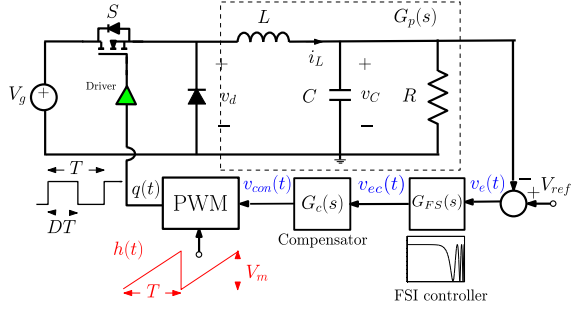 S
L
G_p(s)
i_L
V_g
+
Driver
+
v_d
−
C
+
v_C
−
R
T
DT
q(t)
PWM
v_con(t)
G_c(s)
Compensator
v_ec(t)
G_FS(s)
v_e(t)
−
+
V_ref
h(t)
T
V_m
FSI controller